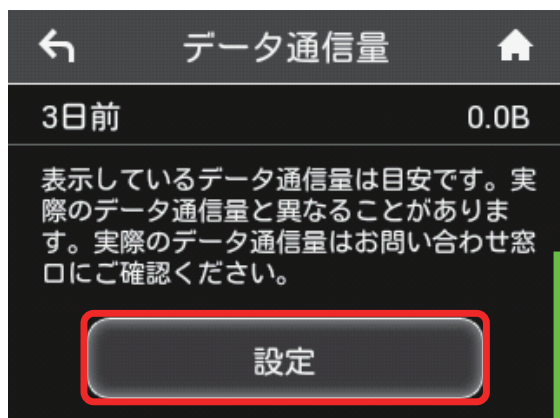 データ通信量
3日前 0.0B
表示しているデータ通信量は目安です。実
際のデータ通信量と異なることがありま
す。実際のデータ通信量はお問い合わせ窓
口にご確認ください。
設定